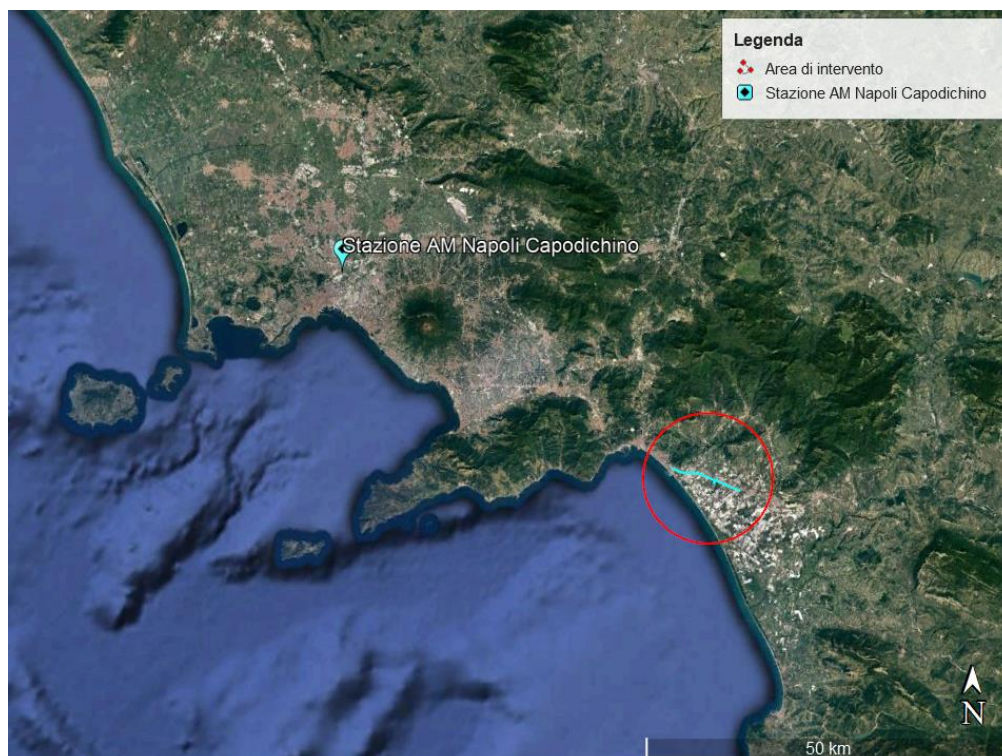 Legenda
Area di intervento
Stazione AM Napoli Capodichino
Stazione AM Napoli Capodichino
N
50 km